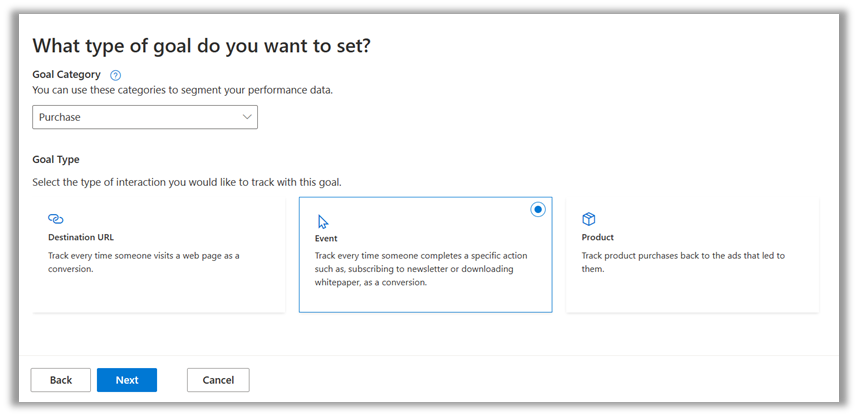 What type of goal do you want to set?
Goal Category
You can use these categories to segment your performance data.
Purchase
Goal Type
Select the type of interaction you would like to track with this goal.
Destination URL
Track every time someone visits a web page as a
conversion.
Event
Track every time someone completes a specific action
such as, subscribing to newsletter or downloading
whitepaper, as a conversion.
Product
Track product purchases back to the ads that led to
them.
Back
Next
Cancel